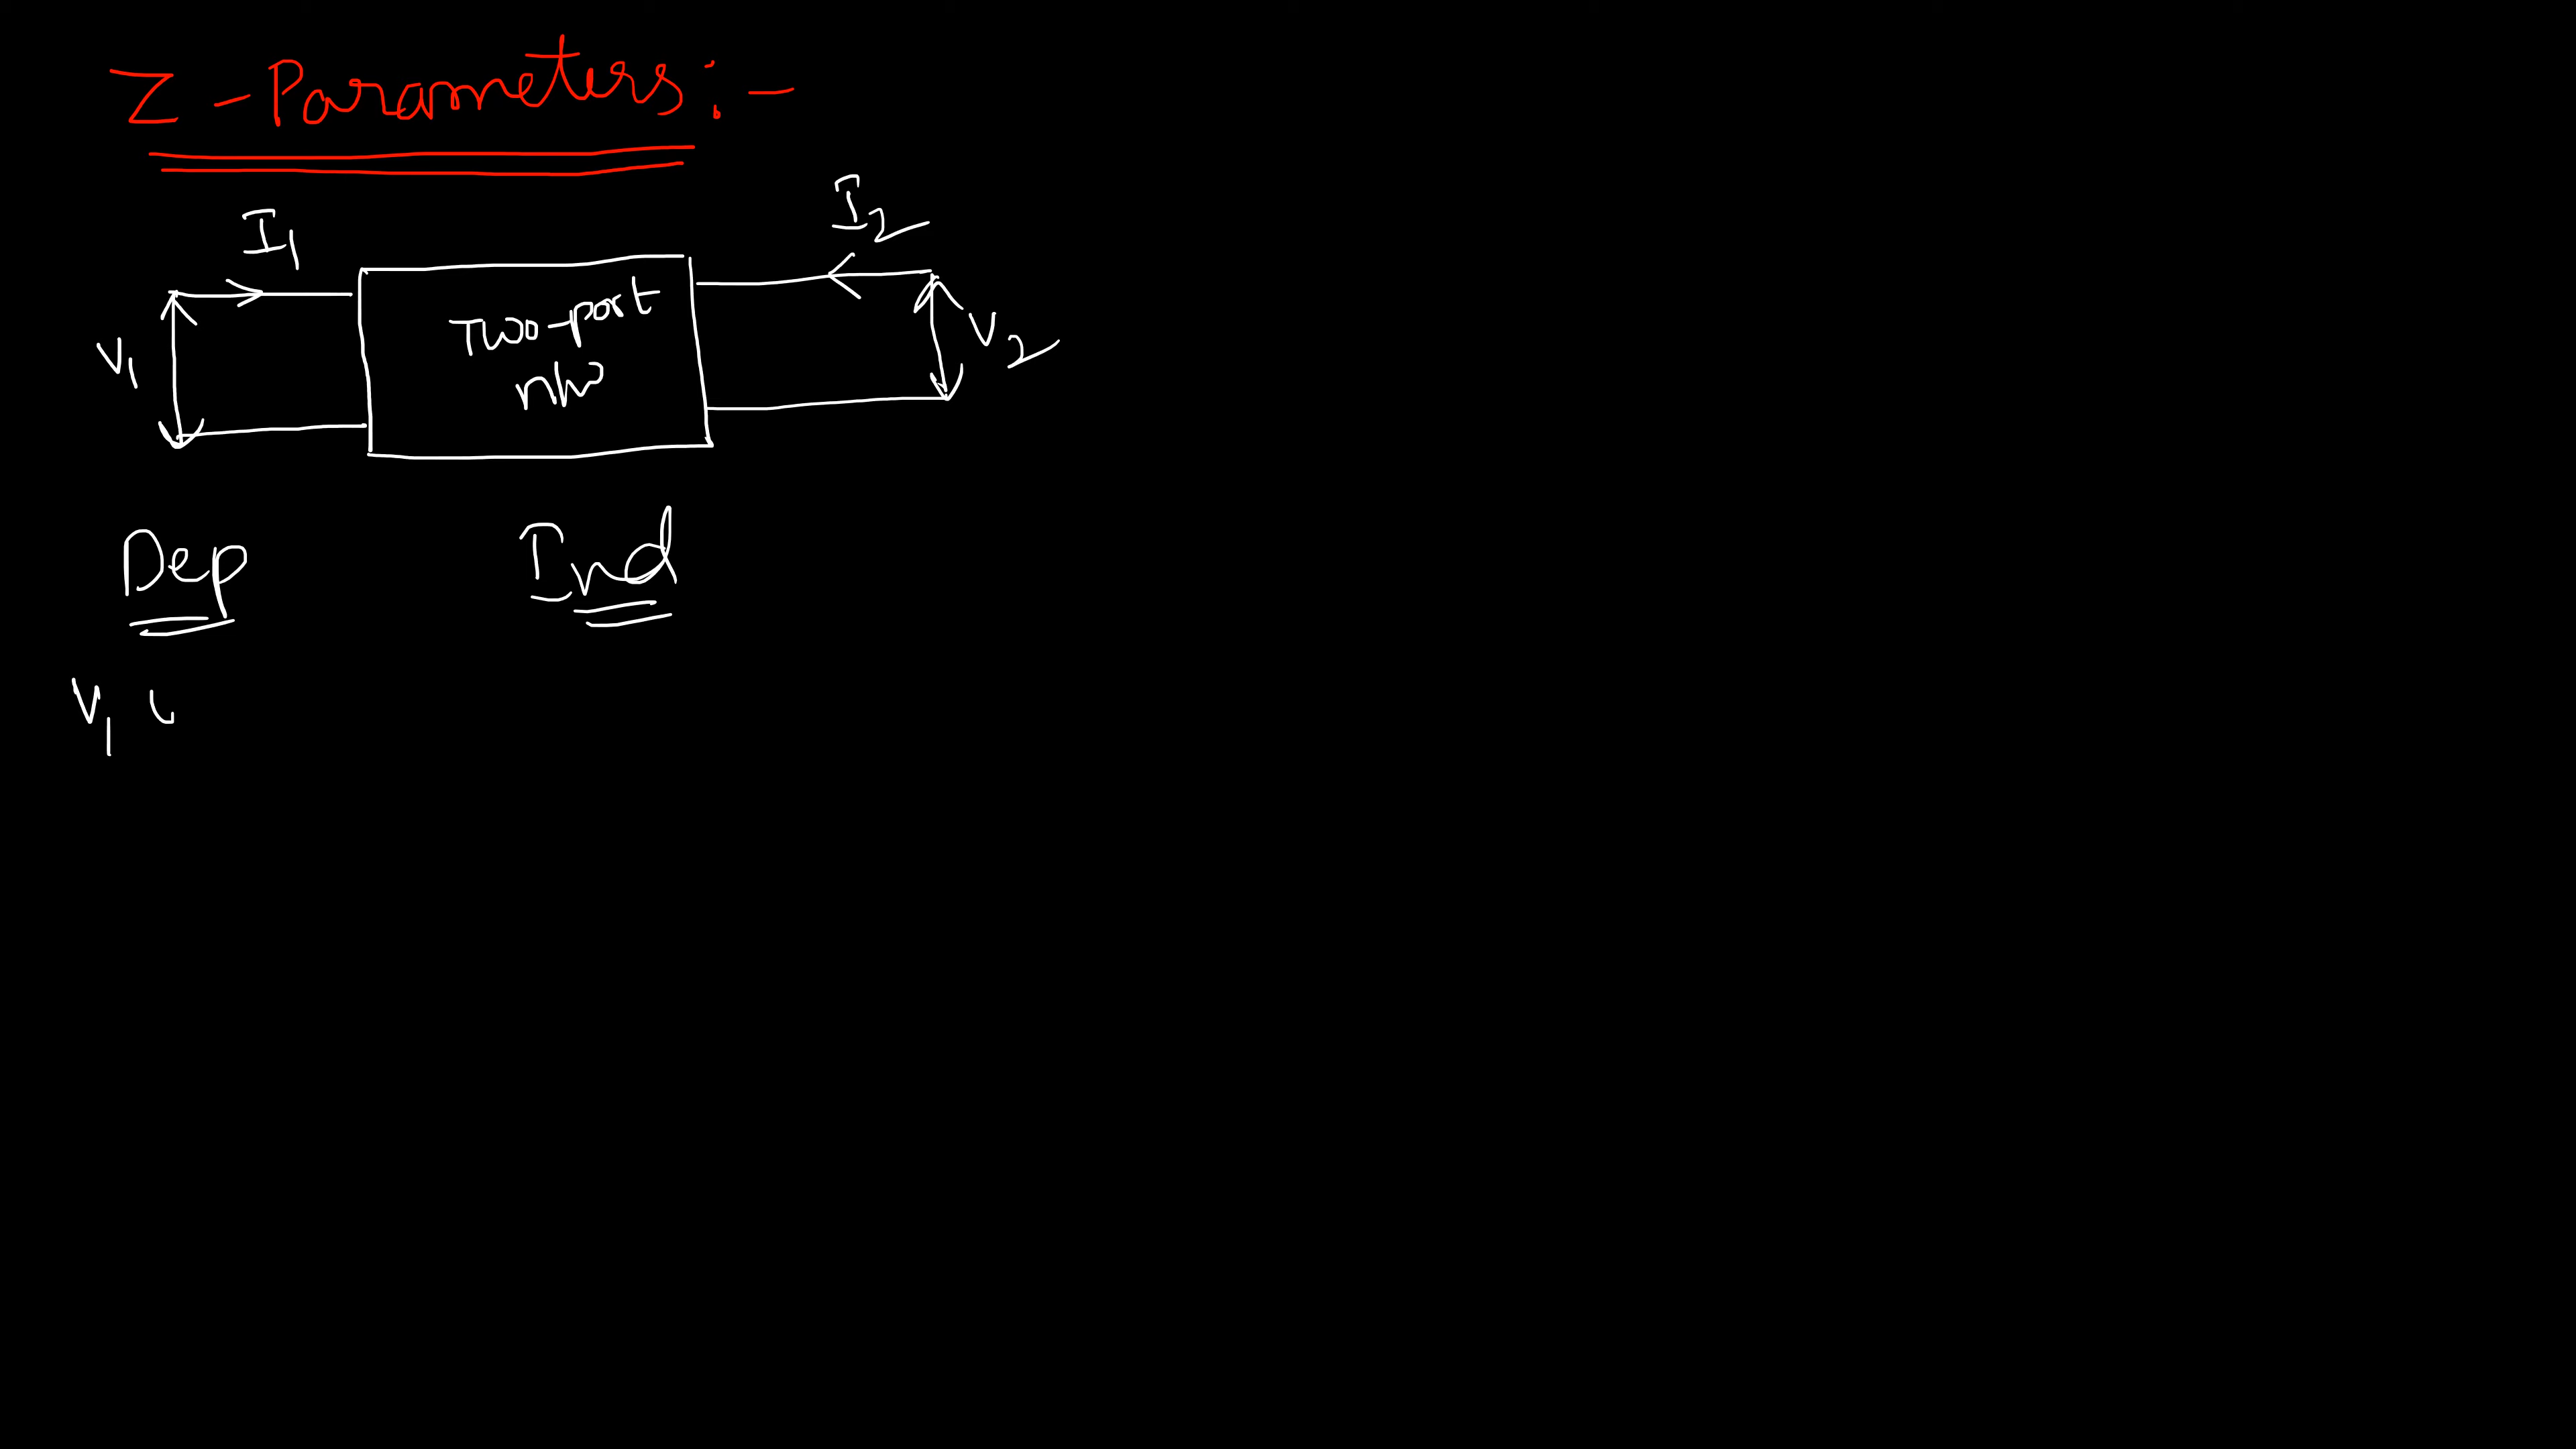 Z - Parameters : -
I1
I2
V1
Two-port
V2
n/w
Dep
Ind
V1